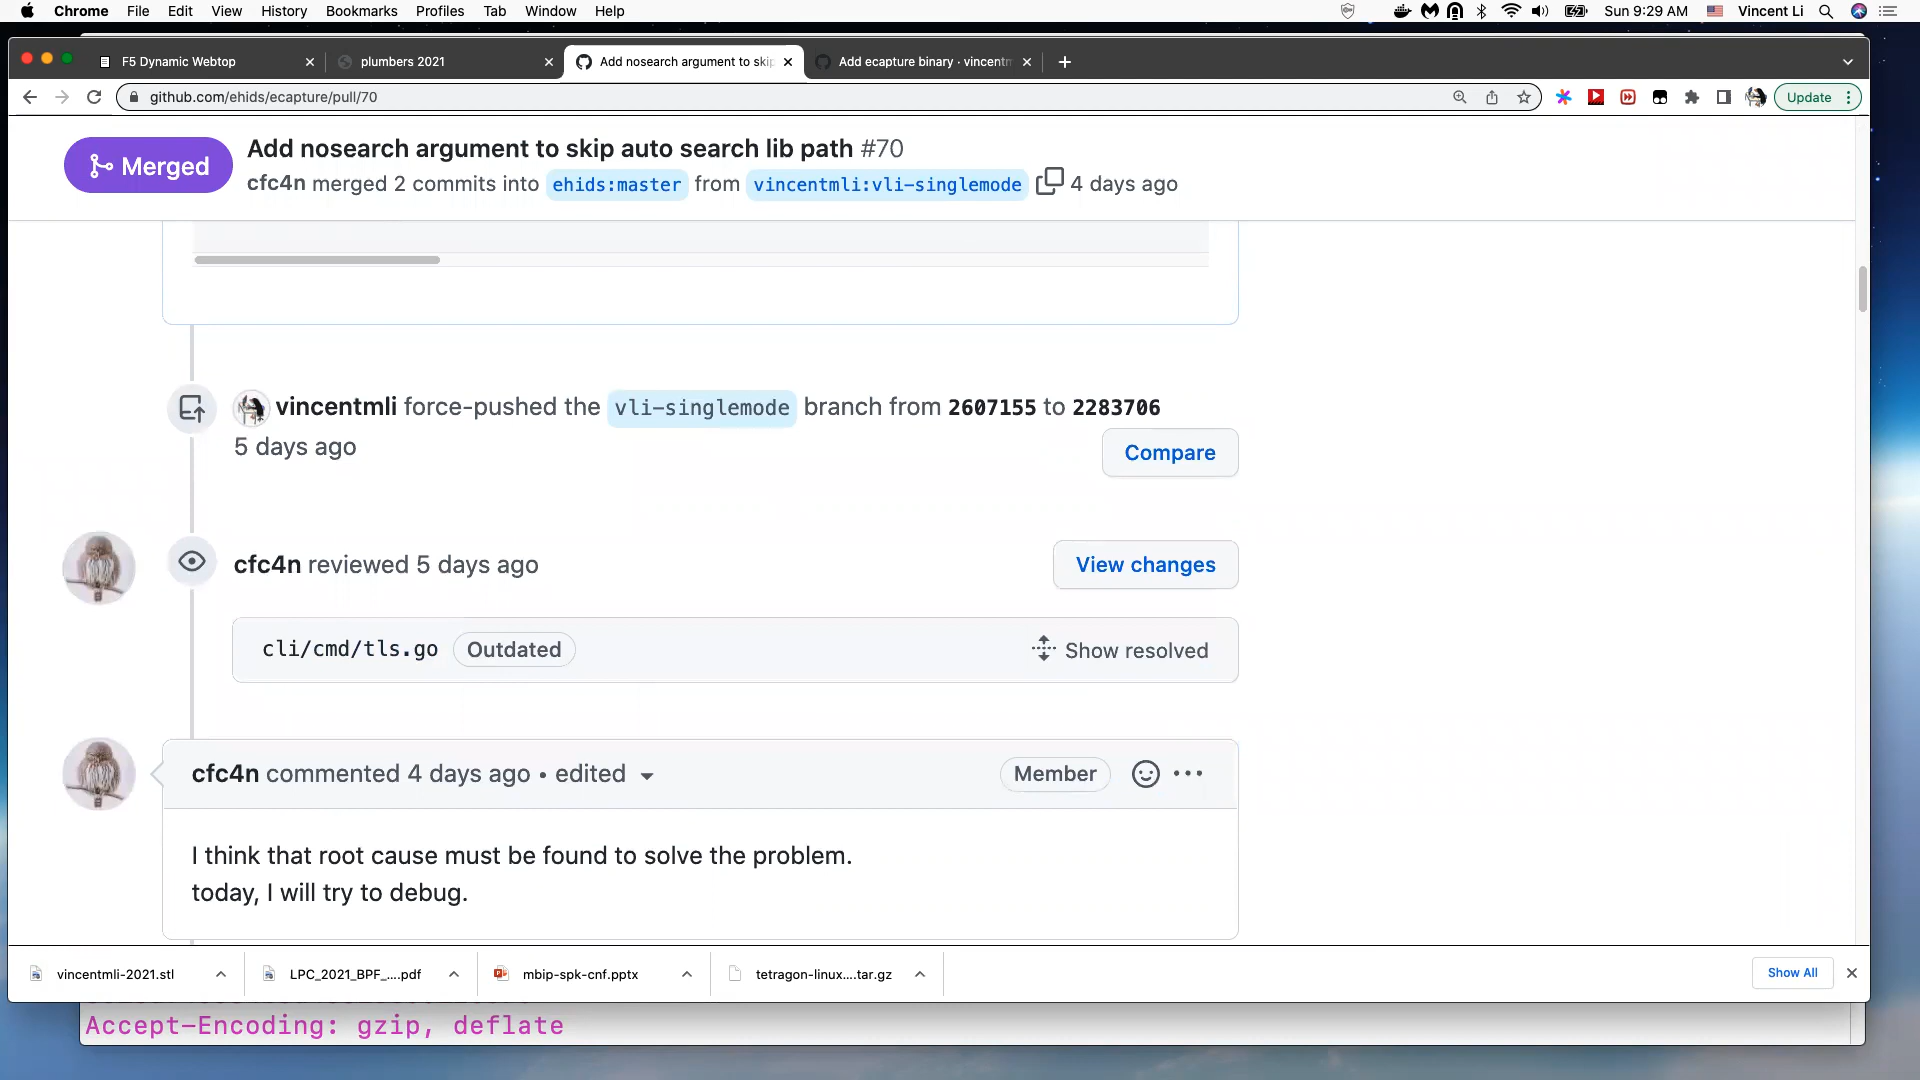 Chrome File Edit View History Bookmarks Profiles Tab Window Help Sun 9:29 AM Vincent Li
F5 Dynamic Webtop plumbers 2021 Add nosearch argument to skip Add ecapture binary · vincentm
github.com/ehids/ecapture/pull/70 Update
Merged
Add nosearch argument to skip auto search lib path #70
cfc4n merged 2 commits into ehids:master from vincentmli:vli-singlemode 4 days ago
vincentmli force-pushed the vli-singlemode branch from 2607155 to 2283706
5 days ago
Compare
cfc4n reviewed 5 days ago
View changes
cli/cmd/tls.go Outdated Show resolved
cfc4n commented 4 days ago • edited Member
I think that root cause must be found to solve the problem.
today, I will try to debug.
vincentmli-2021.stl LPC_2021_BPF_....pdf mbip-spk-cnf.pptx tetragon-linux....tar.gz Show All
Accept-Encoding: gzip, deflate